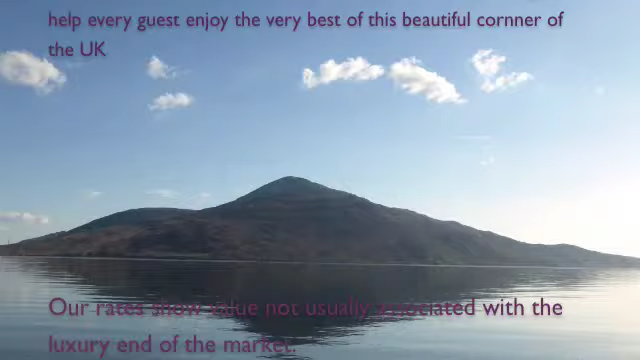 help every guest enjoy the very best of this beautiful cornner of
the UK
Our rates show value not usually associated with the
luxury end of the market.